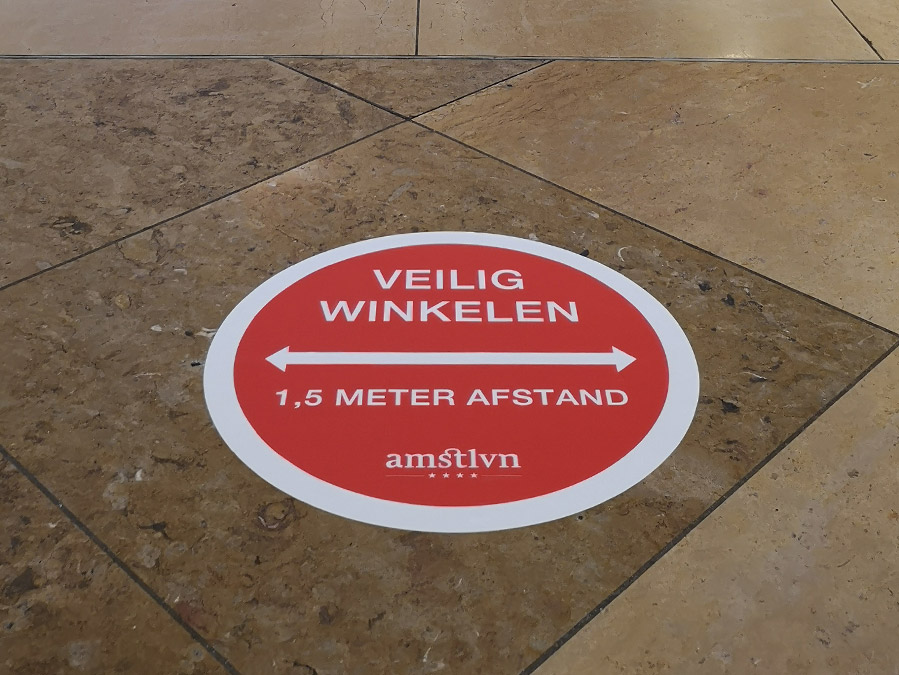 VEILIG
WINKELEN
1,5 METER AFSTAND
amstlvn